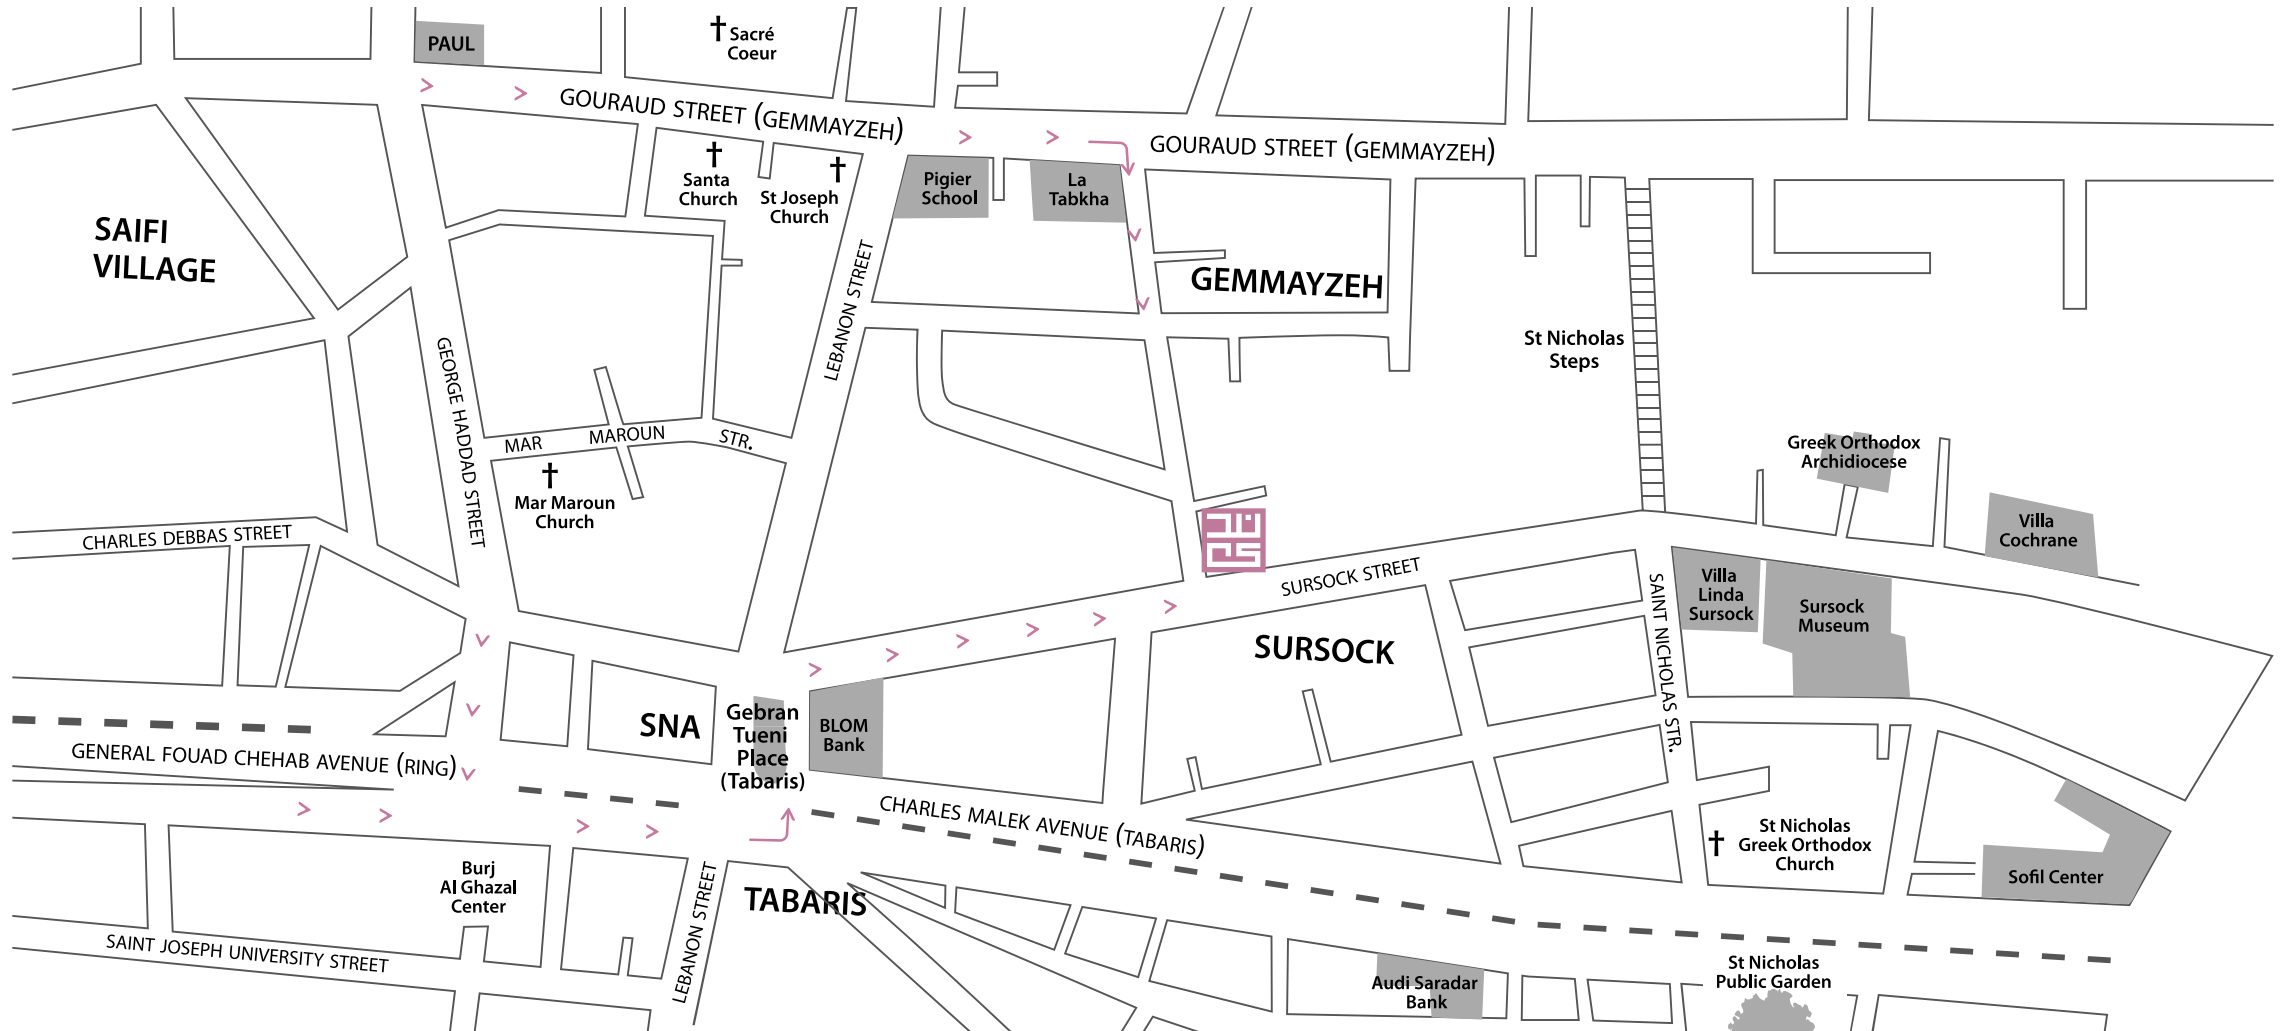 PAUL
Sacré
Coeur
GOURAUD STREET (GEMMAYZEH)
GOURAUD STREET (GEMMAYZEH)
Santa
Church
St Joseph
Church
Pigier
School
La
Tabkha
SAIFI
VILLAGE
LEBANON STREET
GEMMAYZEH
St Nicholas
Steps
GEORGE HADDAD STREET
MAR MAROUN STR.
Mar Maroun
Church
Greek Orthodox
Archidiocese
Villa
Cochrane
CHARLES DEBBAS STREET
SURSOCK STREET
SAINT NICHOLAS STR.
Villa
Linda
Sursock
Sursock
Museum
SURSOCK
SNA
Gebran
Tueni
Place
(Tabaris)
BLOM
Bank
GENERAL FOUAD CHEHAB AVENUE (RING)
CHARLES MALEK AVENUE (TABARIS)
St Nicholas
Greek Orthodox
Church
Sofil Center
Burj
Al Ghazal
Center
LEBANON STREET
TABARIS
SAINT JOSEPH UNIVERSITY STREET
Audi Saradar
Bank
St Nicholas
Public Garden